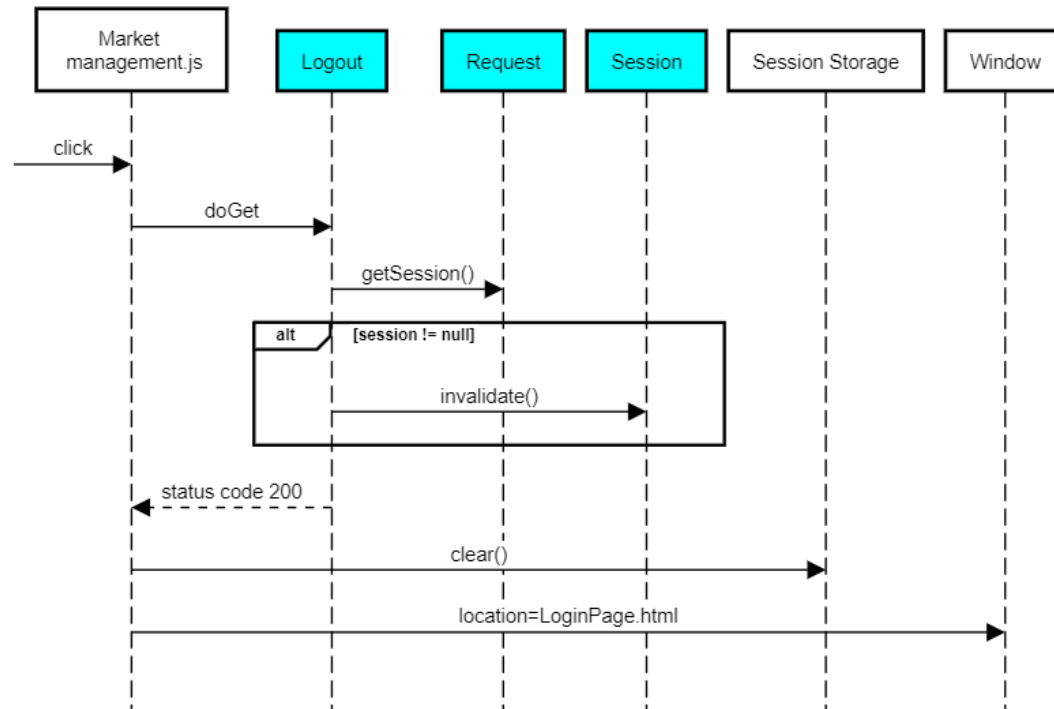 Market
management.js
Logout
Request
Session
Session Storage
Window
click
doGet
getSession()
alt
[session != null]
invalidate()
status code 200
clear()
location=LoginPage.html